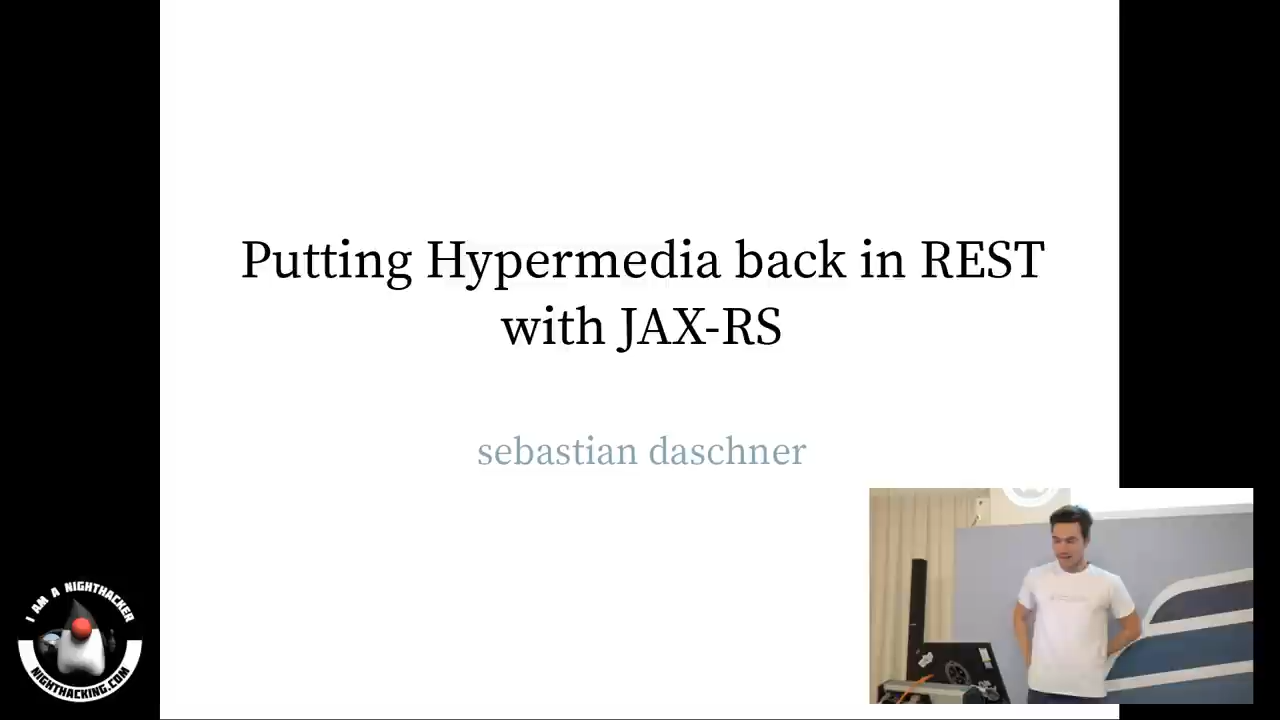 Putting Hypermedia back in REST
with JAX-RS
sebastian daschner
I AM A NIGHTHACKER
NIGHTHACKING.COM